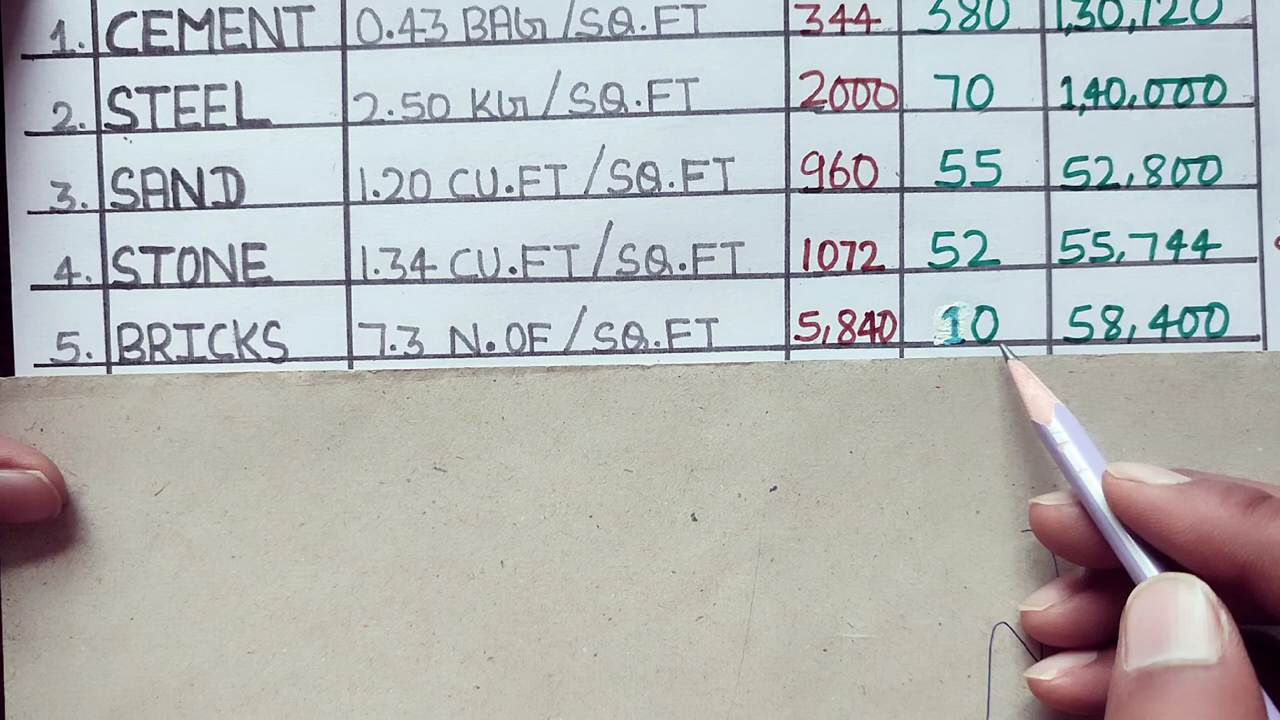 1. CEMENT 0.43 BAG/SQ.FT 344 380 1,30,720
2. STEEL 2.50 KG/SQ.FT 2000 70 1,40,000
3. SAND 1.20 CU.FT/SQ.FT 960 55 52,800
4. STONE 1.34 CU.FT/SQ.FT 1072 52 55,744
5. BRICKS 7.3 N.OF/SQ.FT 5,840 10 58,400